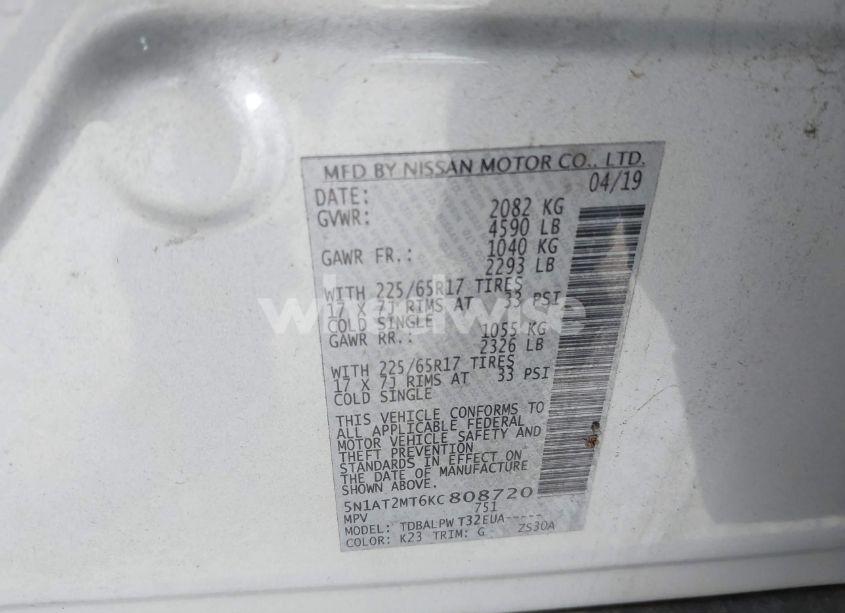 MFD BY NISSAN MOTOR CO., LTD.
DATE: 04/19
GVWR: 2082 KG
4590 LB
GAWR FR.: 1040 KG
2293 LB
WITH 225/65R17 TIRES
17 X 7J RIMS AT 33 PSI
COLD SINGLE
GAWR RR.: 1055 KG
2326 LB
WITH 225/65R17 TIRES
17 X 7J RIMS AT 33 PSI
COLD SINGLE
THIS VEHICLE CONFORMS TO
ALL APPLICABLE FEDERAL
MOTOR VEHICLE SAFETY AND
THEFT PREVENTION
STANDARDS IN EFFECT ON
THE DATE OF MANUFACTURE
SHOWN ABOVE.
5N1AT2MT6KC808720
MPV 751
MODEL: TDBALPW T32EUA-----
COLOR: K23 TRIM: G ZS30A
wheelwise